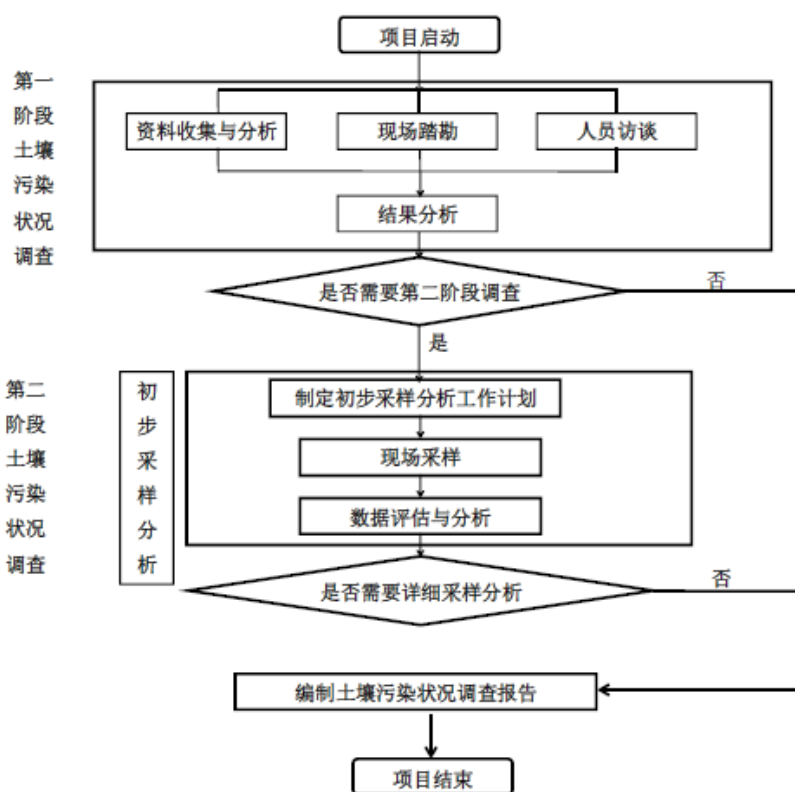 项目启动
第一
阶段
土壤
污染
状况
调查
资料收集与分析
现场踏勘
人员访谈
结果分析
是否需要第二阶段调查
否
是
第二
阶段
土壤
污染
状况
调查
初
步
采
样
分
析
制定初步采样分析工作计划
现场采样
数据评估与分析
是否需要详细采样分析
否
编制土壤污染状况调查报告
项目结束